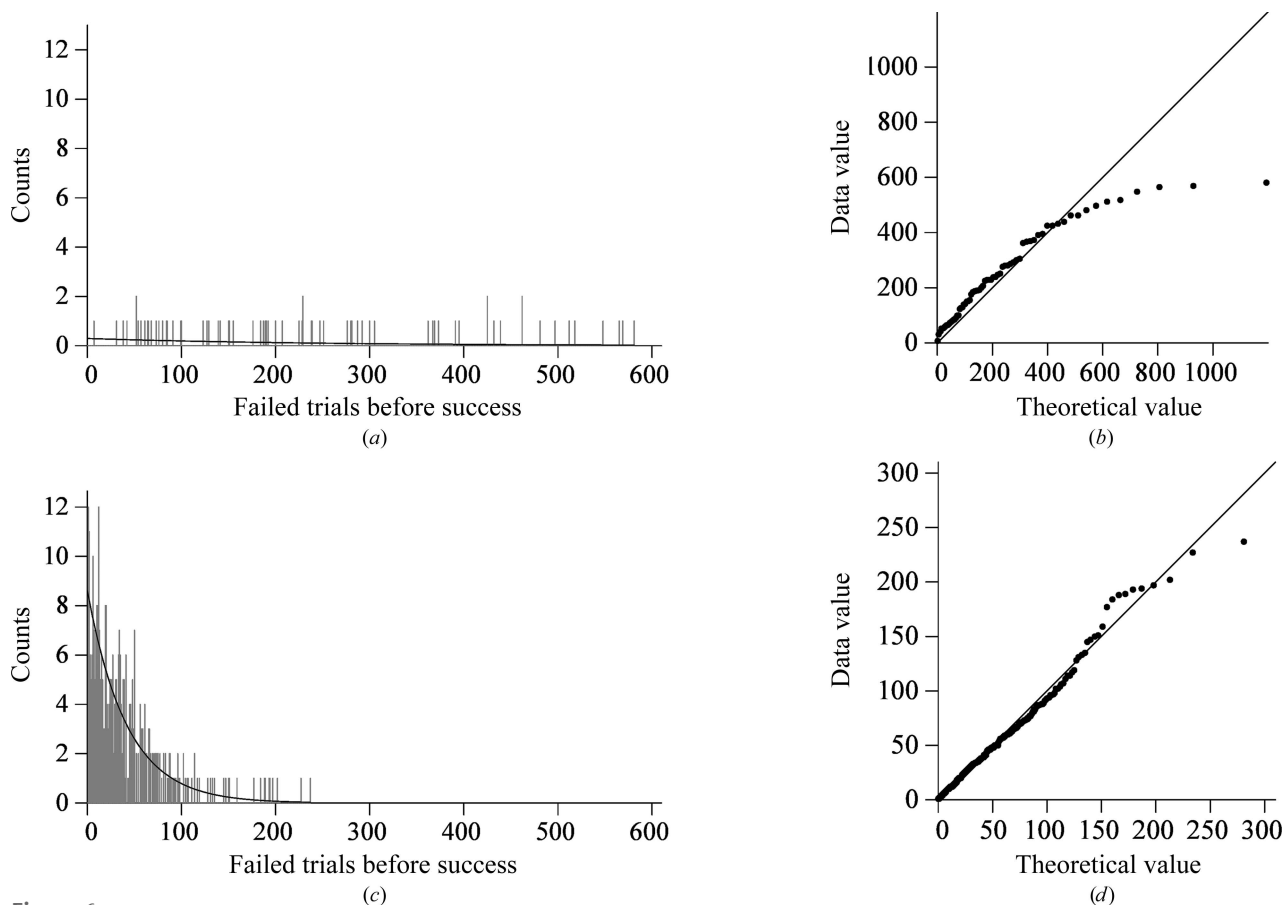 12
10
8
6
4
2
0
Counts
0 100 200 300 400 500 600
Failed trials before success
(a)
1000
800
600
400
200
0
Data value
0 200 400 600 800 1000
Theoretical value
(b)
12
10
8
6
4
2
0
Counts
0 100 200 300 400 500 600
Failed trials before success
(c)
300
250
200
150
100
50
0
Data value
0 50 100 150 200 250 300
Theoretical value
(d)